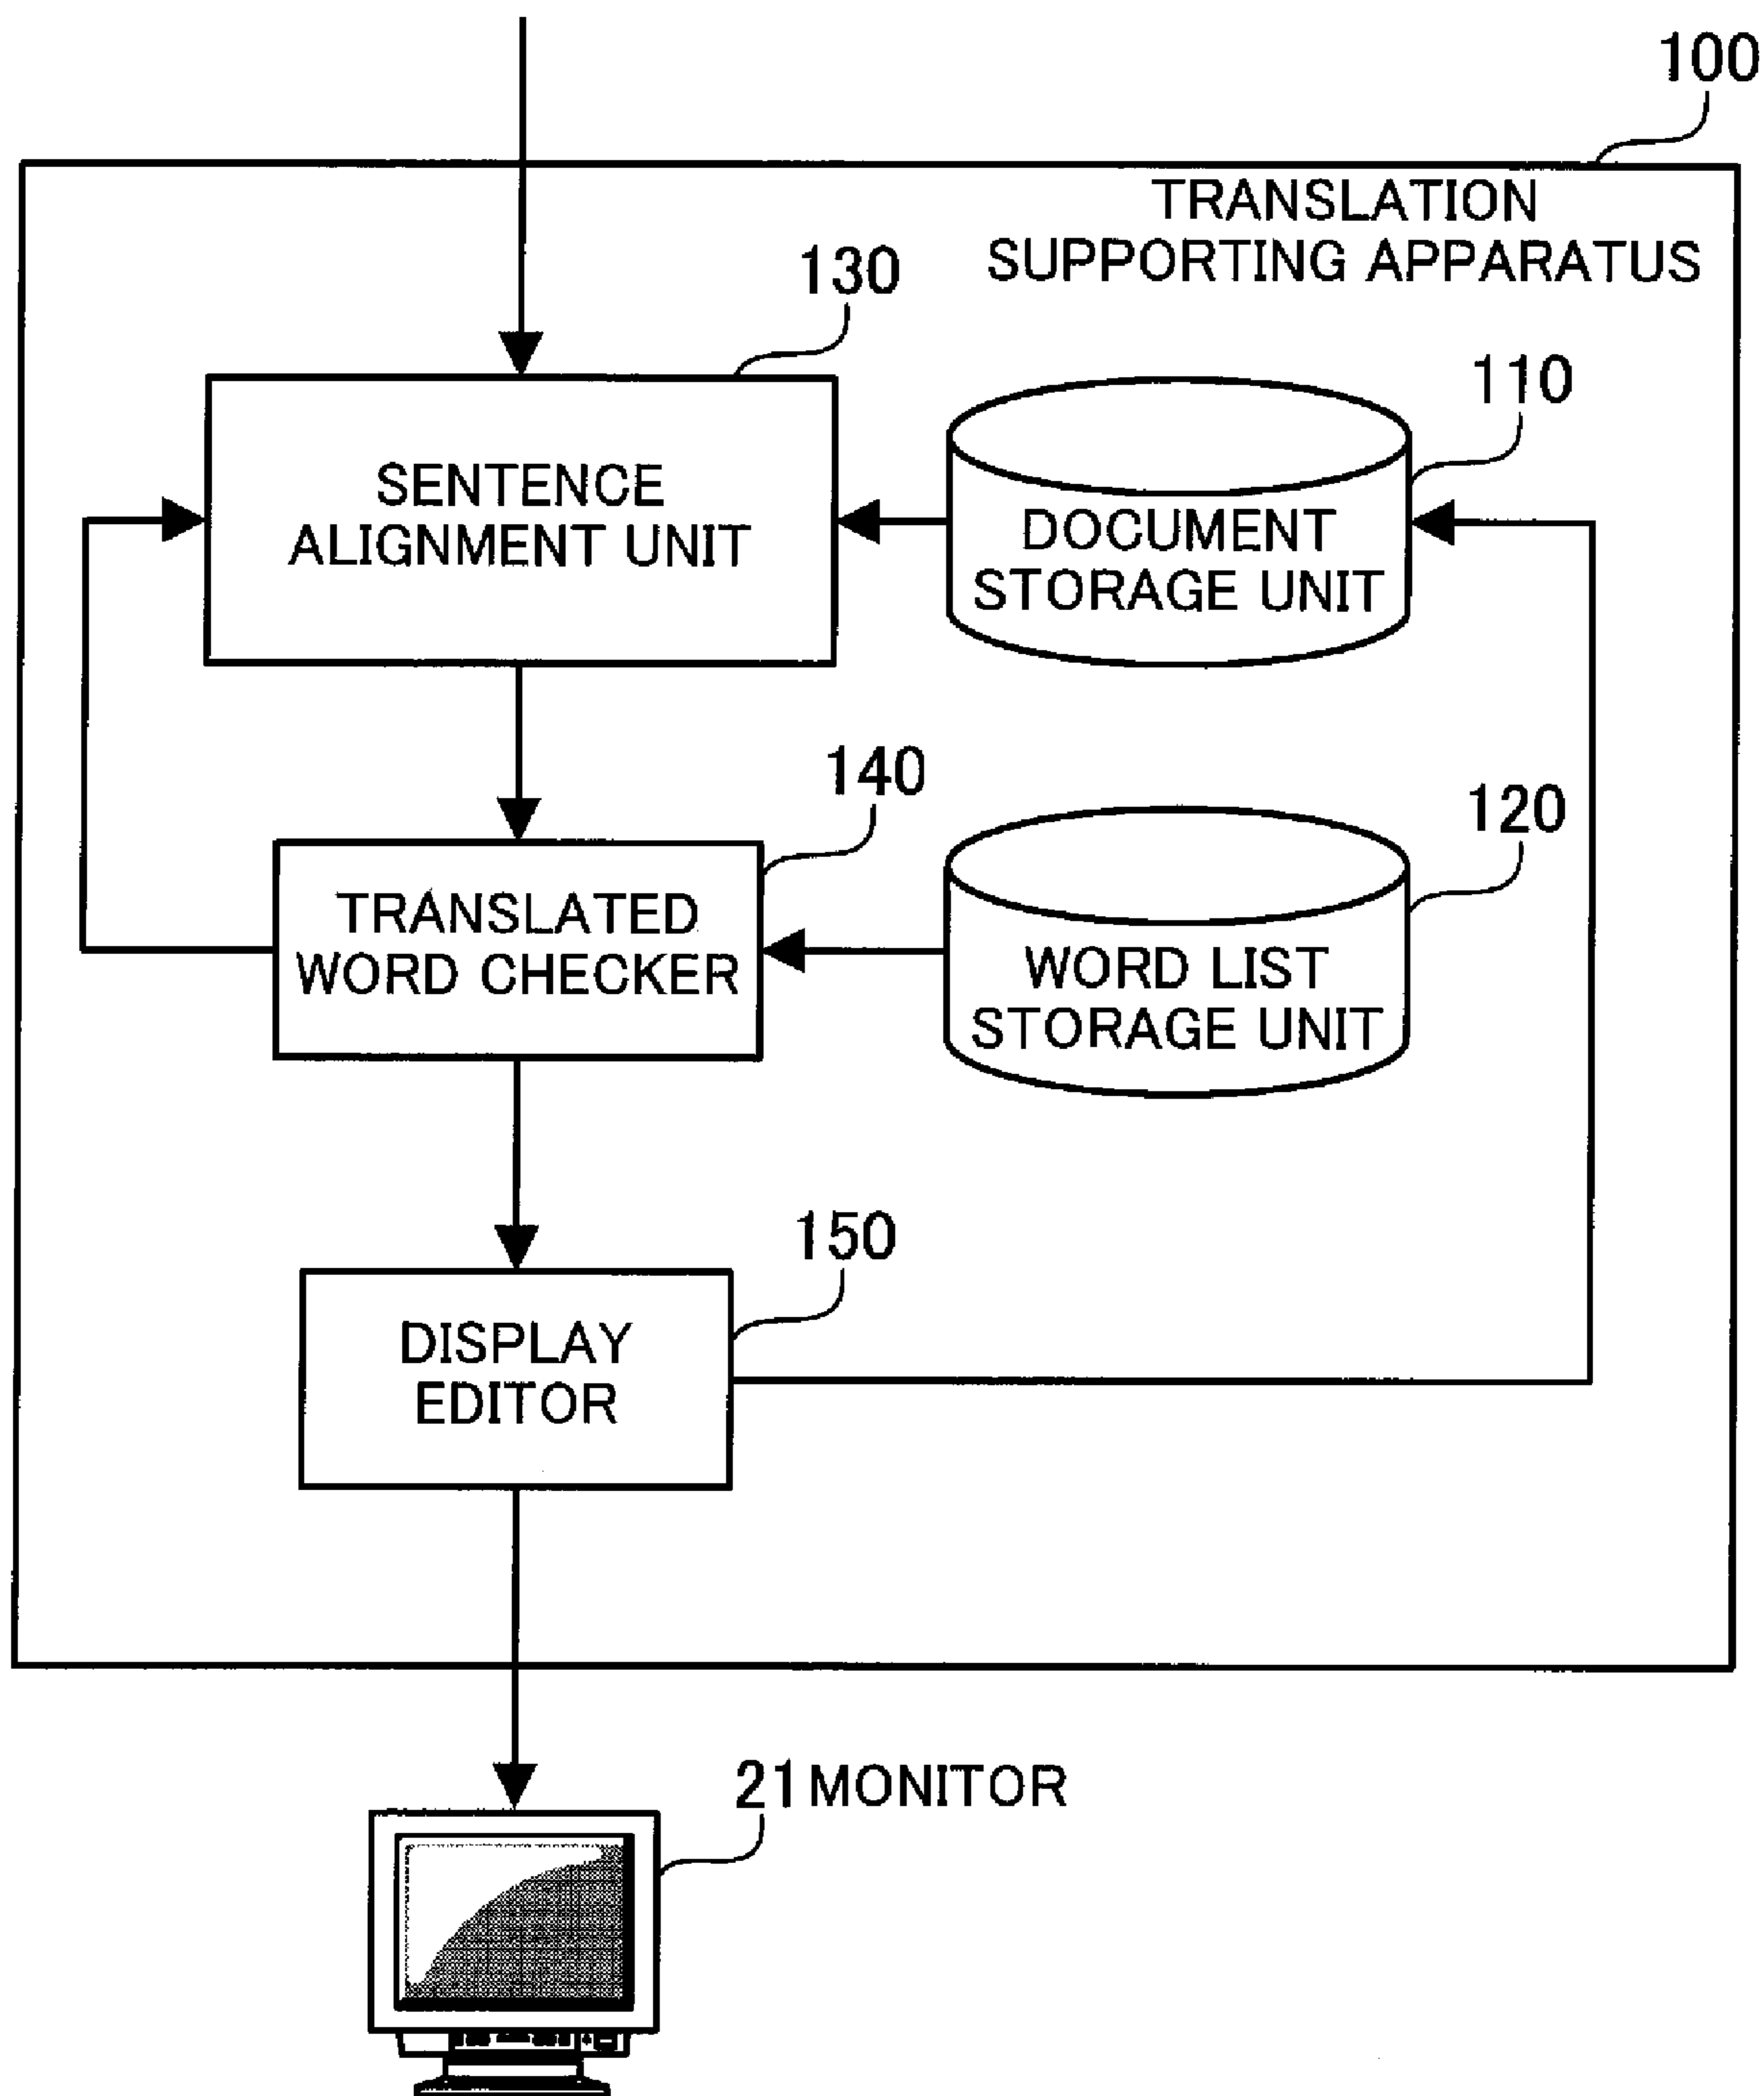 100
TRANSLATION
SUPPORTING APPARATUS
130
110
SENTENCE
ALIGNMENT UNIT
DOCUMENT
STORAGE UNIT
140
120
TRANSLATED
WORD CHECKER
WORD LIST
STORAGE UNIT
150
DISPLAY
EDITOR
21 MONITOR